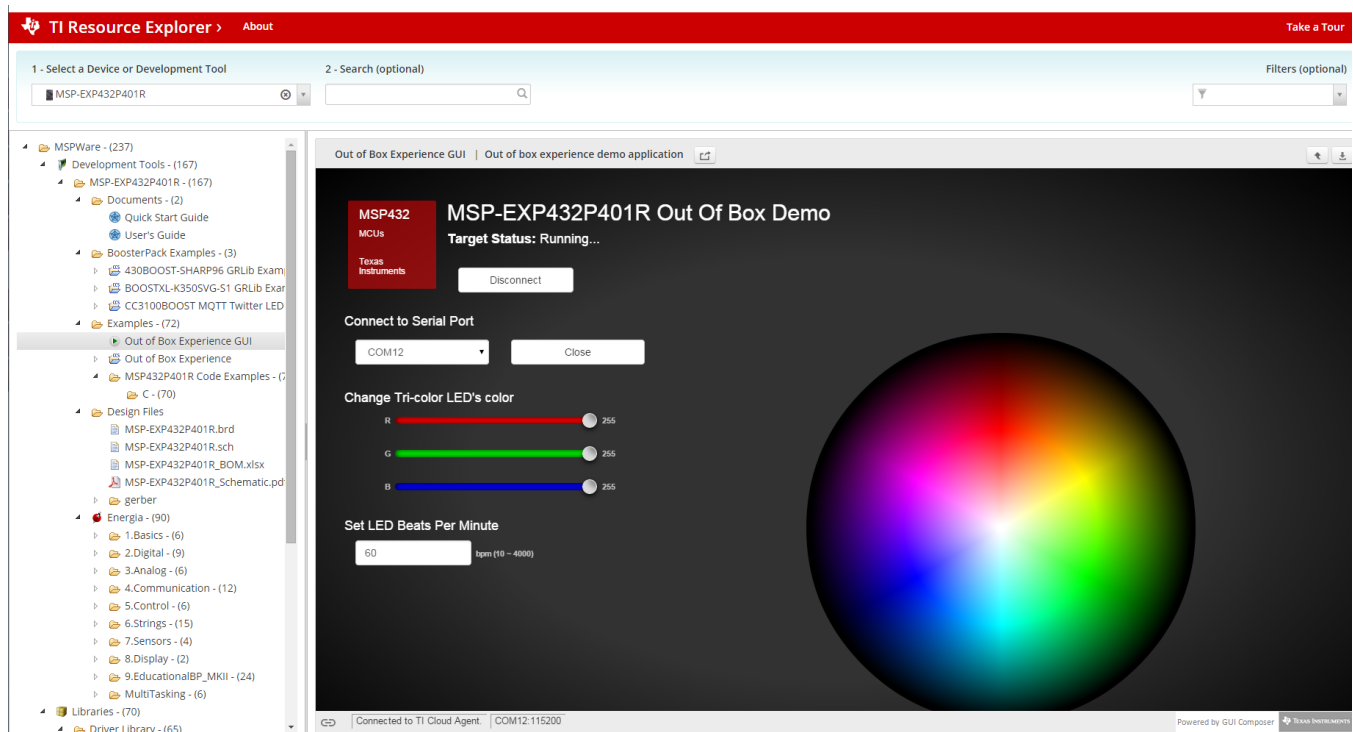 TI Resource Explorer › About Take a Tour
1 - Select a Device or Development Tool 2 - Search (optional) Filters (optional)
MSP-EXP432P401R
MSPWare - (237)
Development Tools - (167)
MSP-EXP432P401R - (167)
Documents - (2)
Quick Start Guide
User's Guide
BoosterPack Examples - (3)
430BOOST-SHARP96 GRLib Exam
BOOSTXL-K350SVG-S1 GRLib Exar
CC3100BOOST MQTT Twitter LED
Examples - (72)
Out of Box Experience GUI
Out of Box Experience
MSP432P401R Code Examples - (7
C - (70)
Design Files
MSP-EXP432P401R.brd
MSP-EXP432P401R.sch
MSP-EXP432P401R_BOM.xlsx
MSP-EXP432P401R_Schematic.pdf
gerber
Energia - (90)
1.Basics - (6)
2.Digital - (9)
3.Analog - (6)
4.Communication - (12)
5.Control - (6)
6.Strings - (15)
7.Sensors - (4)
8.Display - (2)
9.EducationalBP_MKII - (24)
MultiTasking - (6)
Libraries - (70)
Driver Library - (65)
Out of Box Experience GUI | Out of box experience demo application
MSP432
MCUs
Texas
Instruments
MSP-EXP432P401R Out Of Box Demo
Target Status: Running...
Disconnect
Connect to Serial Port
COM12 Close
Change Tri-color LED's color
R 255
G 255
B 255
Set LED Beats Per Minute
60 bpm (10 ~ 4000)
Connected to TI Cloud Agent. COM12:115200 Powered by GUI Composer TEXAS INSTRUMENTS